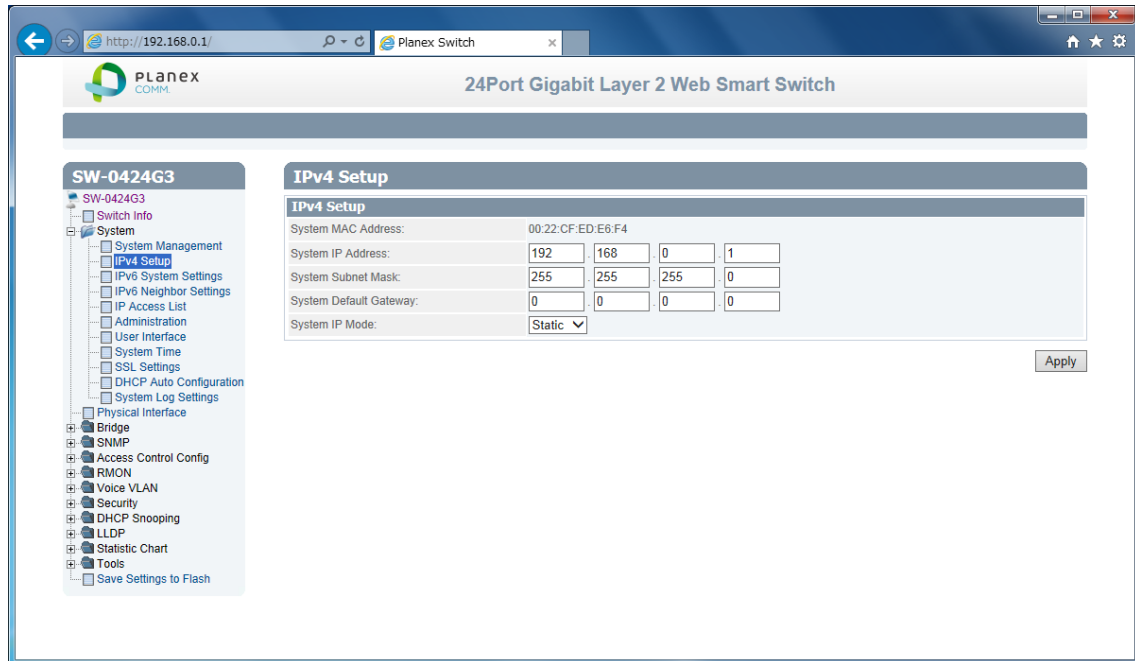 http://192.168.0.1/
Planex Switch
PLANEX
COMM.
24Port Gigabit Layer 2 Web Smart Switch
SW-0424G3
SW-0424G3
Switch Info
System
System Management
IPv4 Setup
IPv6 System Settings
IPv6 Neighbor Settings
IP Access List
Administration
User Interface
System Time
SSL Settings
DHCP Auto Configuration
System Log Settings
Physical Interface
Bridge
SNMP
Access Control Config
RMON
Voice VLAN
Security
DHCP Snooping
LLDP
Statistic Chart
Tools
Save Settings to Flash
IPv4 Setup
IPv4 Setup
System MAC Address: 00:22:CF:ED:E6:F4
System IP Address: 192 . 168 . 0 . 1
System Subnet Mask: 255 . 255 . 255 . 0
System Default Gateway: 0 . 0 . 0 . 0
System IP Mode: Static
Apply